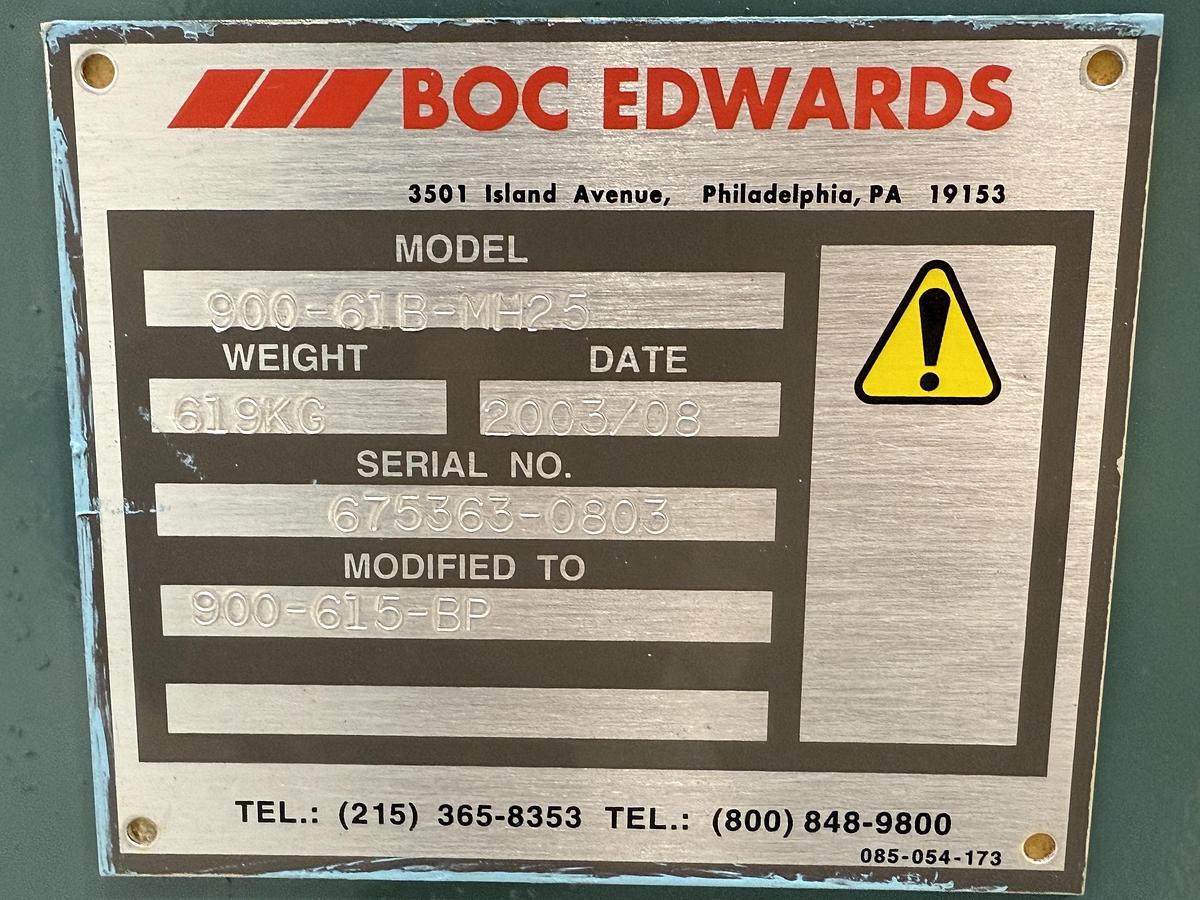 BOC EDWARDS
3501 Island Avenue, Philadelphia, PA 19153
MODEL
900-61B-MH25
WEIGHT DATE
619KG 2003/08
SERIAL NO.
675363-0803
MODIFIED TO
900-615-BP
TEL.: (215) 365-8353 TEL.: (800) 848-9800
085-054-173